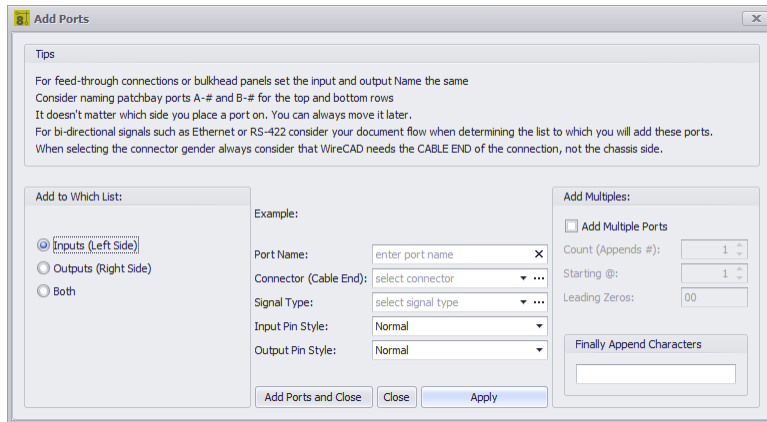 8 Add Ports
Tips
For feed-through connections or bulkhead panels set the input and output Name the same
Consider naming patchbay ports A-# and B-# for the top and bottom rows
It doesn't matter which side you place a port on. You can always move it later.
For bi-directional signals such as Ethernet or RS-422 consider your document flow when determining the list to which you will add these ports.
When selecting the connector gender always consider that WireCAD needs the CABLE END of the connection, not the chassis side.
Add to Which List:
Inputs (Left Side)
Outputs (Right Side)
Both
Example:
Port Name: enter port name
Connector (Cable End): select connector
Signal Type: select signal type
Input Pin Style: Normal
Output Pin Style: Normal
Add Ports and Close Close Apply
Add Multiples:
Add Multiple Ports
Count (Appends #): 1
Starting @: 1
Leading Zeros: 00
Finally Append Characters